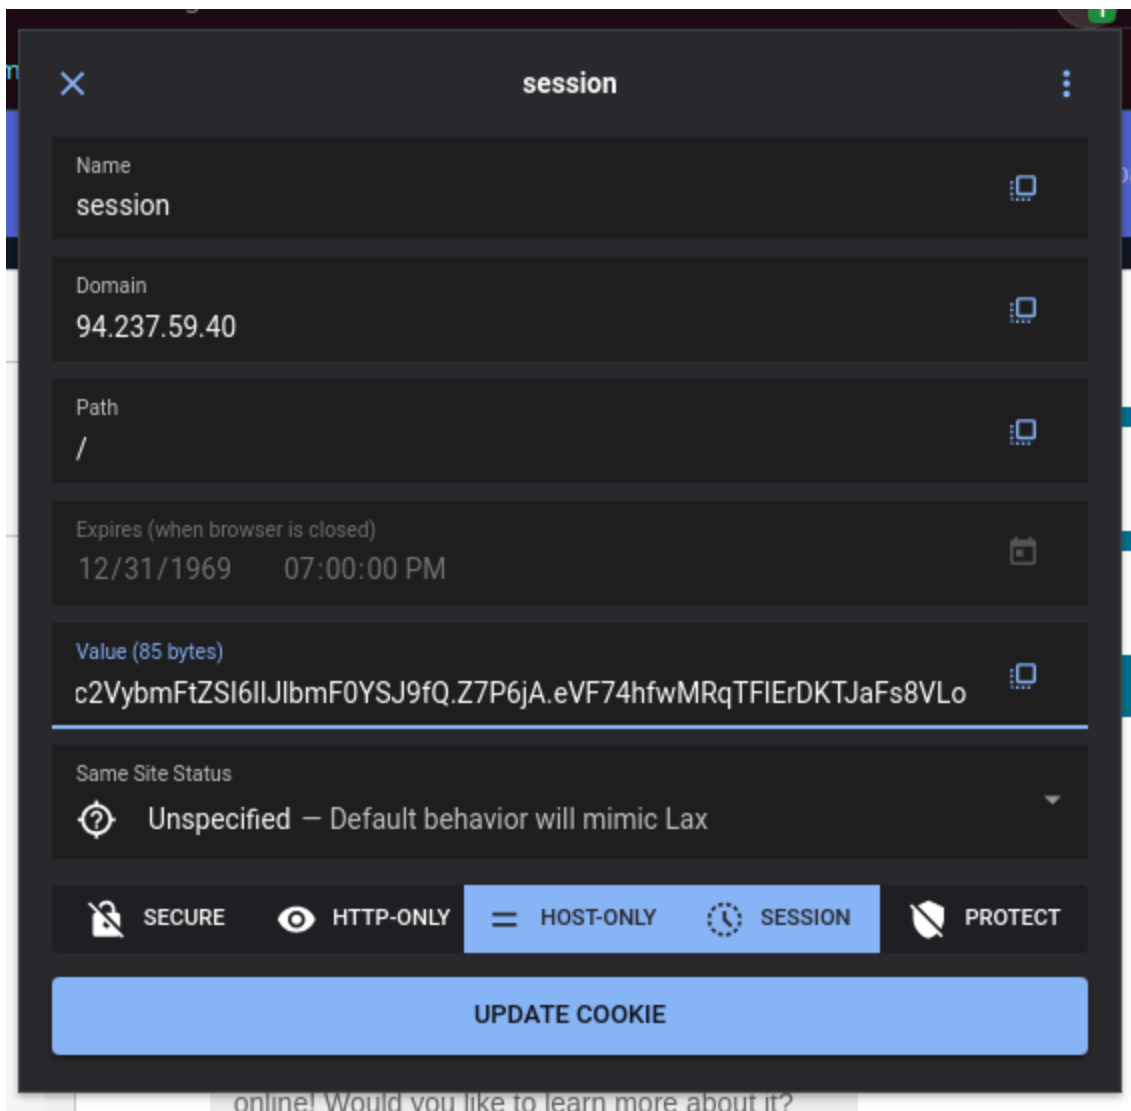 session
Name
session
Domain
94.237.59.40
Path
/
Expires (when browser is closed)
12/31/1969 07:00:00 PM
Value (85 bytes)
c2VybmFtZSI6IlJlbmF0YSJ9fQ.Z7P6jA.eVF74hfwMRqTFlErDKTJaFs8VLo
Same Site Status
Unspecified — Default behavior will mimic Lax
SECURE HTTP-ONLY HOST-ONLY SESSION PROTECT
UPDATE COOKIE
online! Would you like to learn more about it?